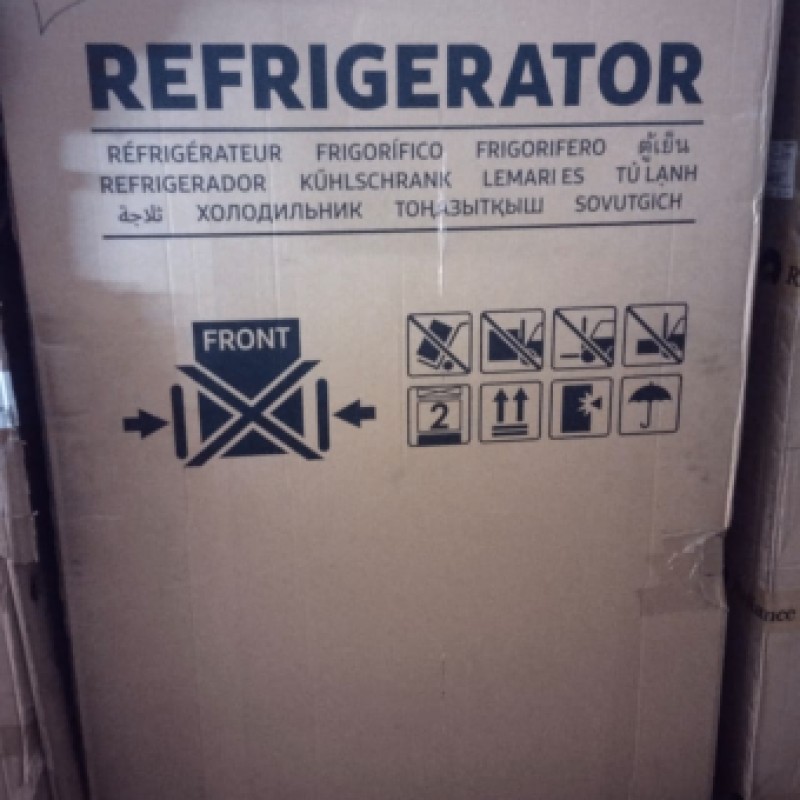 REFRIGERATOR
RÉFRIGÉRATEUR FRIGORÍFICO FRIGORIFERO ตู้เย็น
REFRIGERADOR KÜHLSCHRANK LEMARI ES TỦ LẠNH
ثلاجة ХОЛОДИЛЬНИК ТОҢАЗЫТҚЫШ SOVUTGICH
FRONT
2